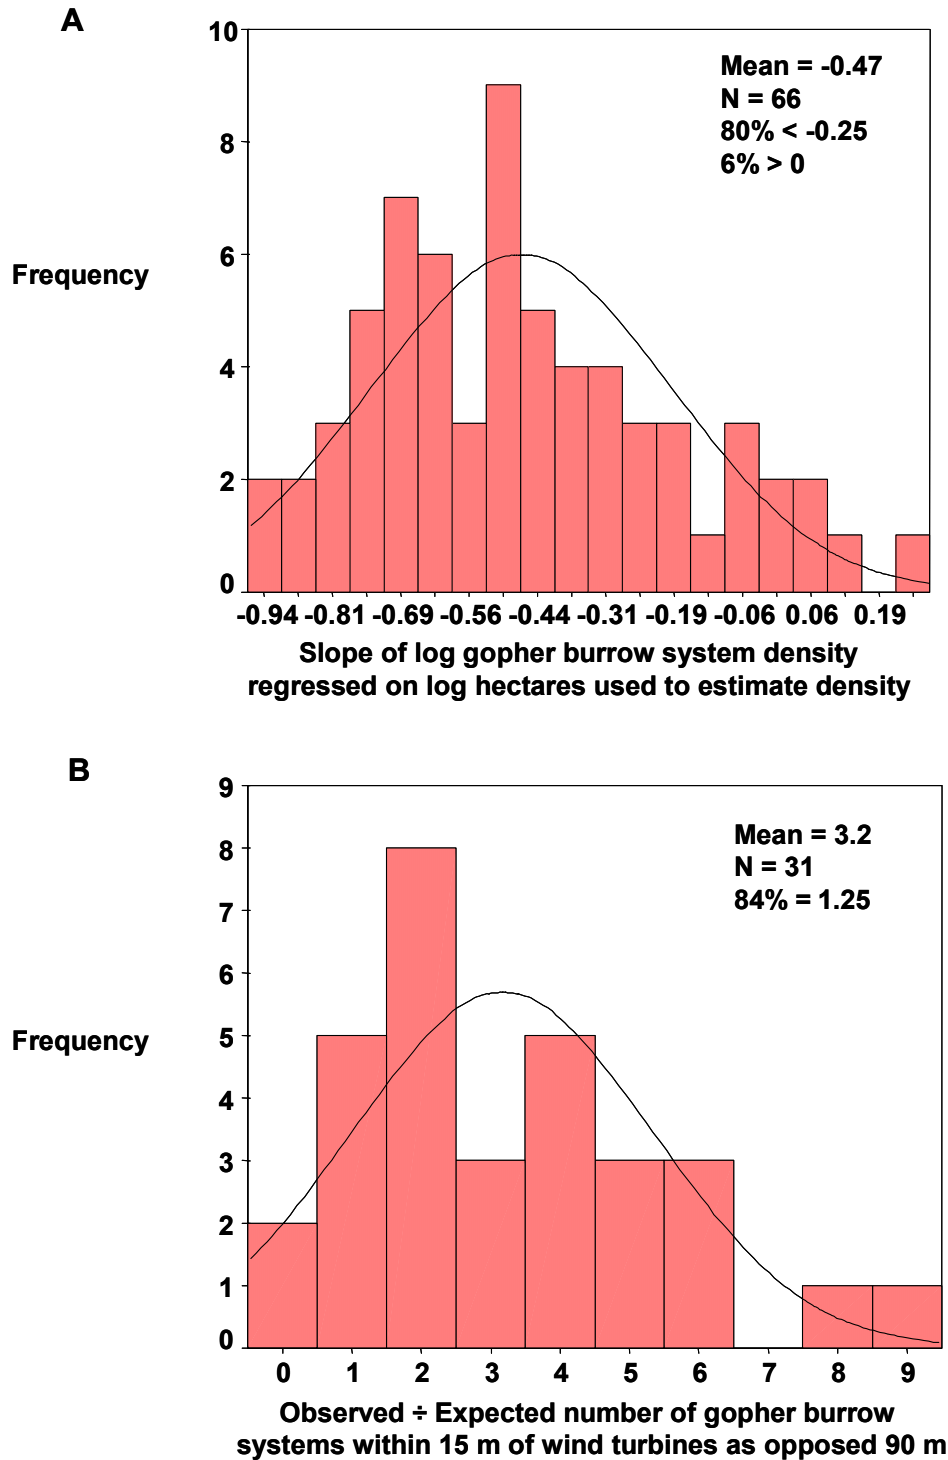 A
10
8
6
4
2
0
Frequency
Mean = -0.47
N = 66
80% < -0.25
6% > 0
-0.94 -0.81 -0.69 -0.56 -0.44 -0.31 -0.19 -0.06 0.06 0.19
Slope of log gopher burrow system density
regressed on log hectares used to estimate density
B
9
8
7
6
5
4
3
2
1
0
Frequency
Mean = 3.2
N = 31
84% = 1.25
0 1 2 3 4 5 6 7 8 9
Observed ÷ Expected number of gopher burrow
systems within 15 m of wind turbines as opposed 90 m